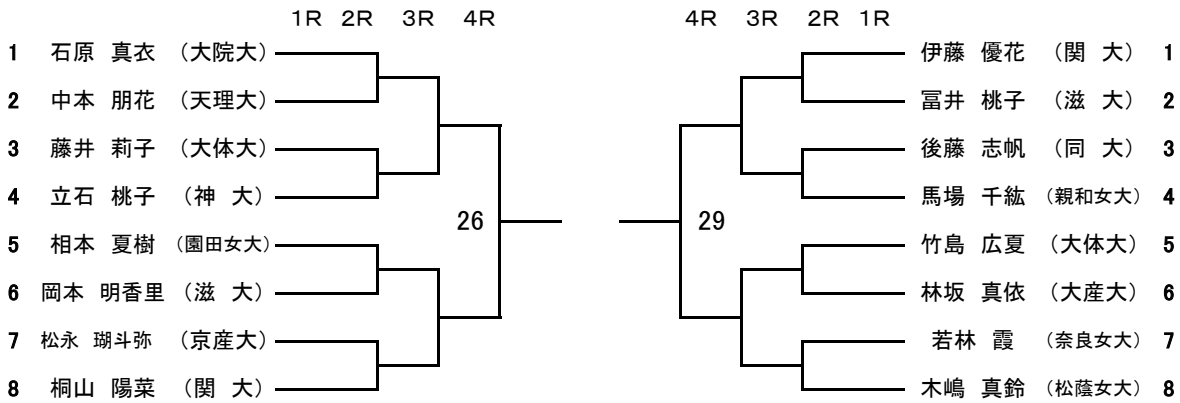 1R 2R 3R 4R
1 石原 真衣 (大院大)
2 中本 朋花 (天理大)
3 藤井 莉子 (大体大)
4 立石 桃子 (神 大)
26
5 相本 夏樹 (園田女大)
6 岡本 明香里 (滋 大)
7 松永 瑚斗弥 (京産大)
8 桐山 陽菜 (関 大)
4R 3R 2R 1R
伊藤 優花 (関 大) 1
冨井 桃子 (滋 大) 2
後藤 志帆 (同 大) 3
馬場 千紘 (親和女大) 4
29
竹島 広夏 (大体大) 5
林坂 真依 (大産大) 6
若林 霞 (奈良女大) 7
木嶋 真鈴 (松蔭女大) 8